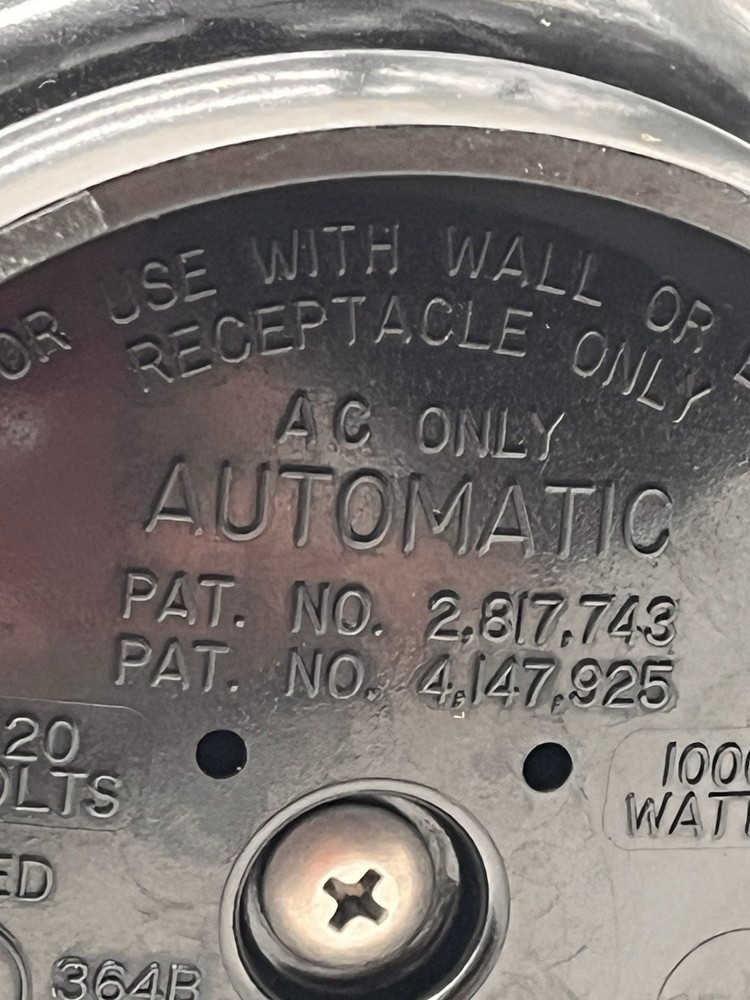 OR USE WITH WALL OR
RECEPTACLE ONLY
AC ONLY
AUTOMATIC
PAT. NO. 2,817,743
PAT. NO. 4,147,925
20
OLTS
1000
WATT
ED
364B